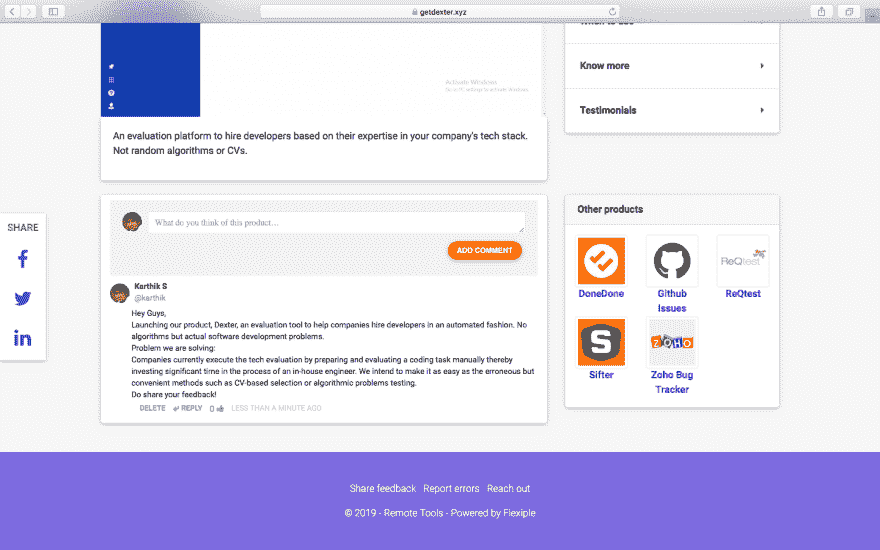 getdexter.xyz
When to use
Know more
Activate Windows
Go to PC settings to activate Windows.
Testimonials
An evaluation platform to hire developers based on their expertise in your company's tech stack.
Not random algorithms or CVs.
SHARE
What do you think of this product...
ADD COMMENT
Karthik S
@karthik
Hey Guys,
Launching our product, Dexter, an evaluation tool to help companies hire developers in an automated fashion. No
algorithms but actual software development problems.
Problem we are solving:
Companies currently execute the tech evaluation by preparing and evaluating a coding task manually thereby
investing significant time in the process of an in-house engineer. We intend to make it as easy as the erroneous but
convenient methods such as CV-based selection or algorithmic problems testing.
Do share your feedback!
DELETE REPLY 0 LESS THAN A MINUTE AGO
Other products
ReQtest
DoneDone
Github
Issues
ReQtest
ZOHO
Sifter
Zoho Bug
Tracker
Share feedback Report errors Reach out
© 2019 - Remote Tools - Powered by Flexiple